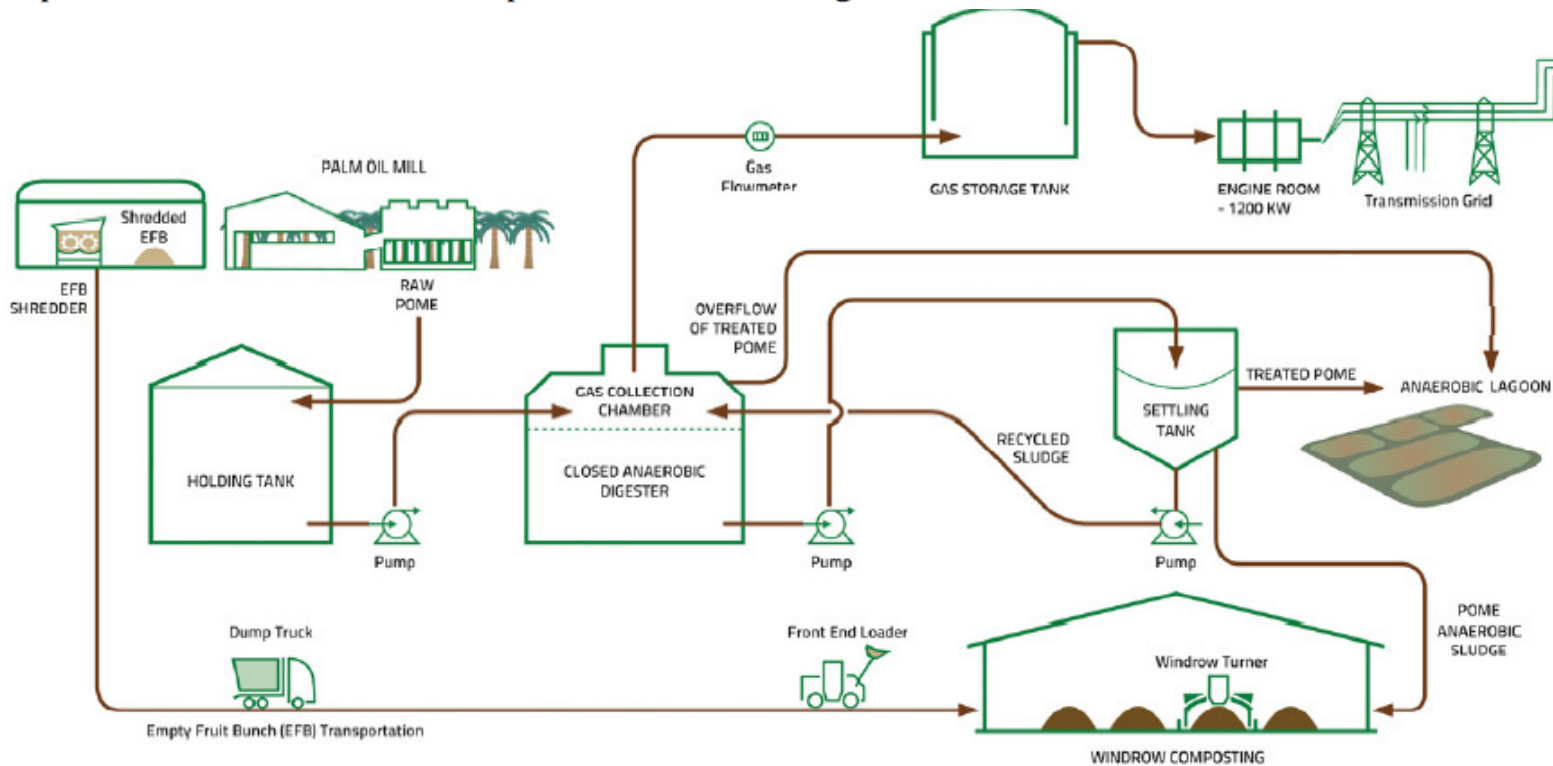 PALM OIL MILL
Shredded
EFB
EFB
SHREDDER
RAW
POME
Gas
Flowmeter
GAS STORAGE TANK
ENGINE ROOM
~ 1200 KW
Transmission Grid
OVERFLOW
OF TREATED
POME
GAS COLLECTION
CHAMBER
CLOSED ANAEROBIC
DIGESTER
HOLDING TANK
RECYCLED
SLUDGE
SETTLING
TANK
TREATED POME
ANAEROBIC LAGOON
Pump
Pump
Pump
Dump Truck
Front End Loader
Windrow Turner
POME
ANAEROBIC
SLUDGE
Empty Fruit Bunch (EFB) Transportation
WINDROW COMPOSTING